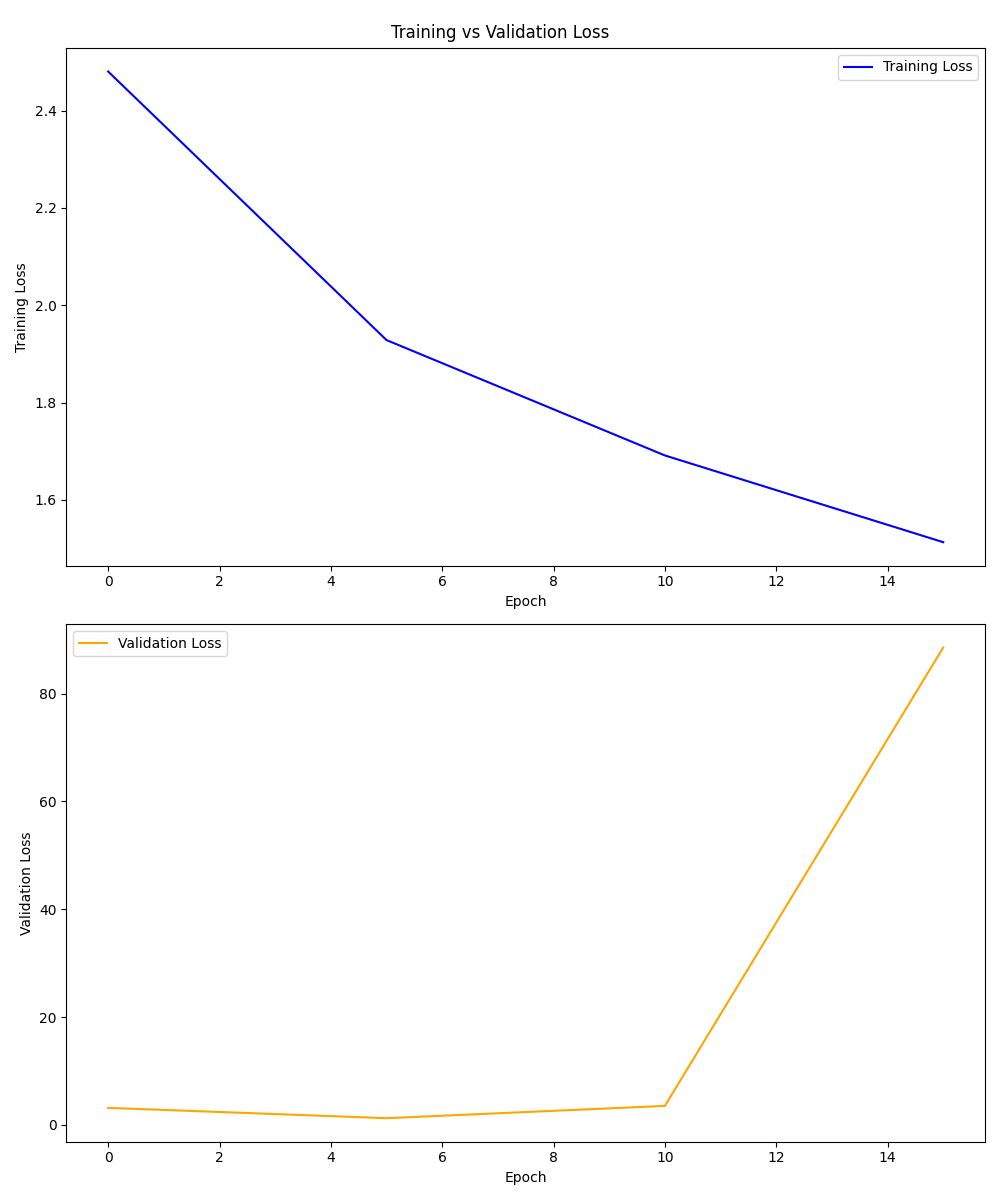 Training vs Validation Loss
Training Loss
2.4
2.2
2.0
1.8
1.6
Training Loss
0 2 4 6 8 10 12 14
Epoch
Validation Loss
80
60
40
20
0
Validation Loss
0 2 4 6 8 10 12 14
Epoch